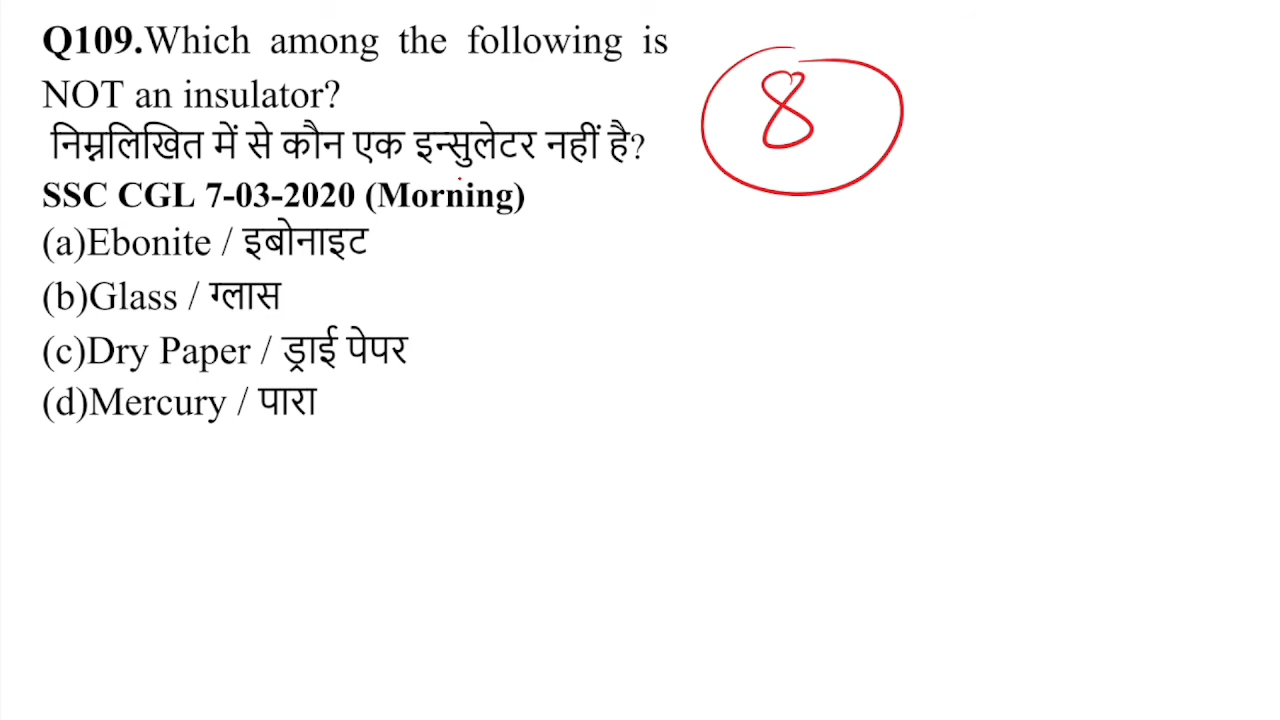 Q109.Which among the following is
NOT an insulator?
निम्नलिखित में से कौन एक इन्सुलेटर नहीं है?
SSC CGL 7-03-2020 (Morning)
(a)Ebonite / इबोनाइट
(b)Glass / ग्लास
(c)Dry Paper / ड्राई पेपर
(d)Mercury / पारा
8